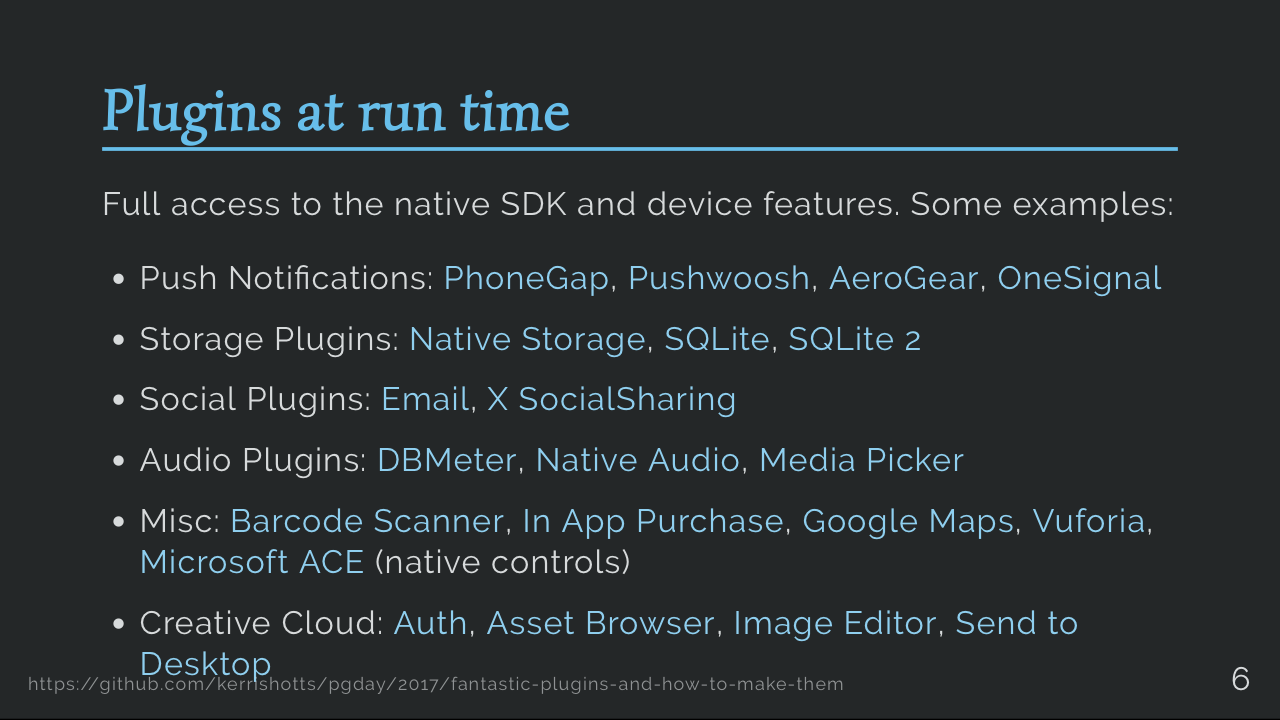 Plugins at run time
Full access to the native SDK and device features. Some examples:
• Push Notifications: PhoneGap, Pushwoosh, AeroGear, OneSignal
• Storage Plugins: Native Storage, SQLite, SQLite 2
• Social Plugins: Email, X SocialSharing
• Audio Plugins: DBMeter, Native Audio, Media Picker
• Misc: Barcode Scanner, In App Purchase, Google Maps, Vuforia,
Microsoft ACE (native controls)
• Creative Cloud: Auth, Asset Browser, Image Editor, Send to
Desktop
https://github.com/kerrishotts/pgday/2017/fantastic-plugins-and-how-to-make-them
6